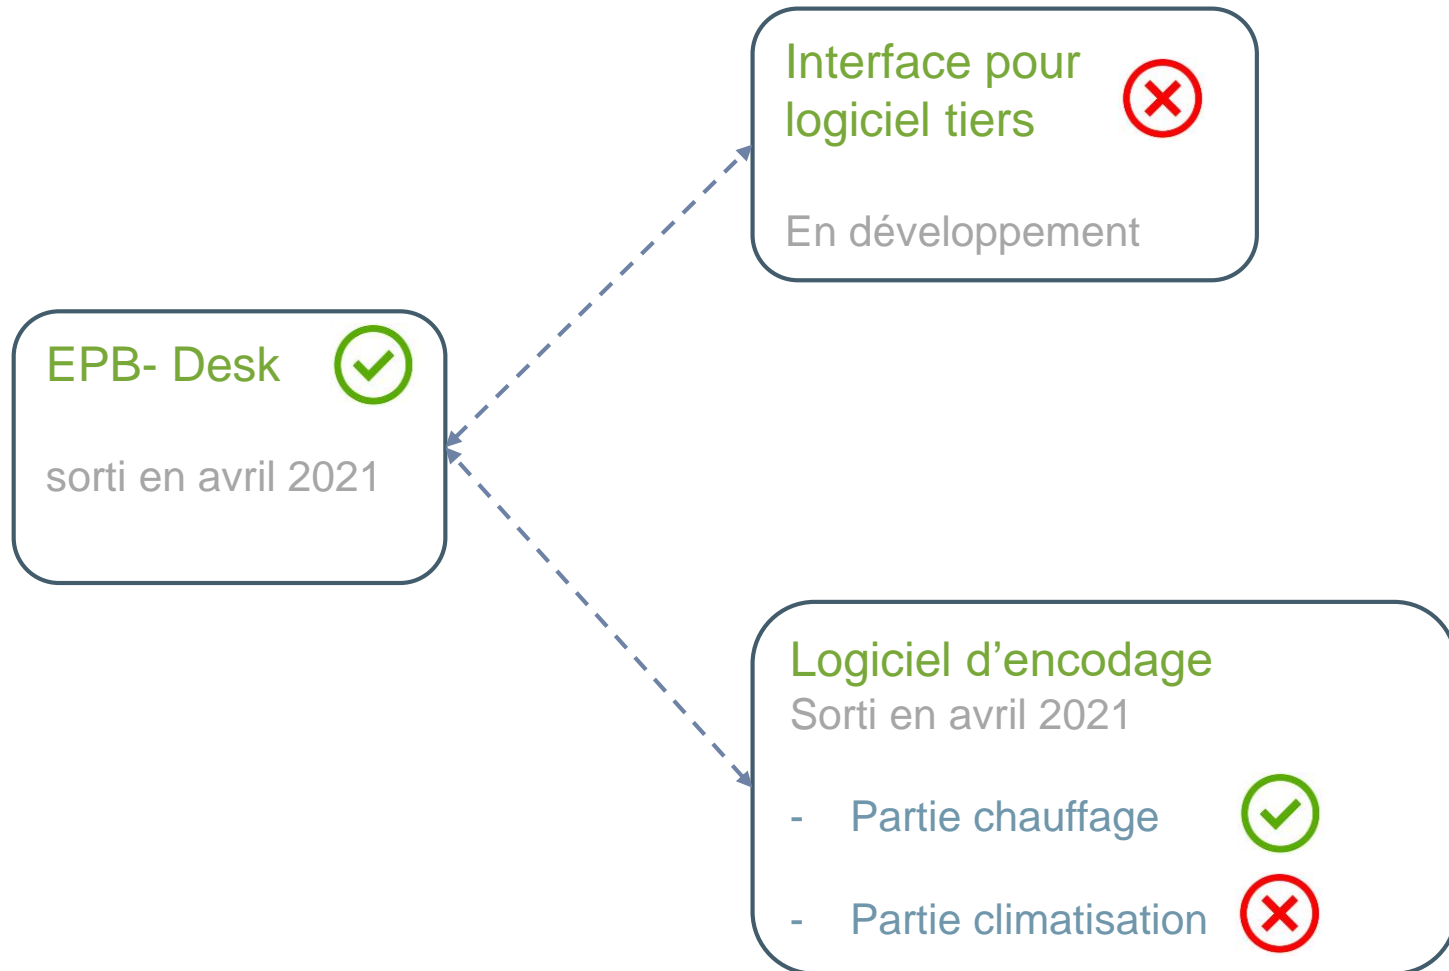 Interface pour
logiciel tiers
En développement
EPB- Desk
sorti en avril 2021
Logiciel d’encodage
Sorti en avril 2021
- Partie chauffage
- Partie climatisation